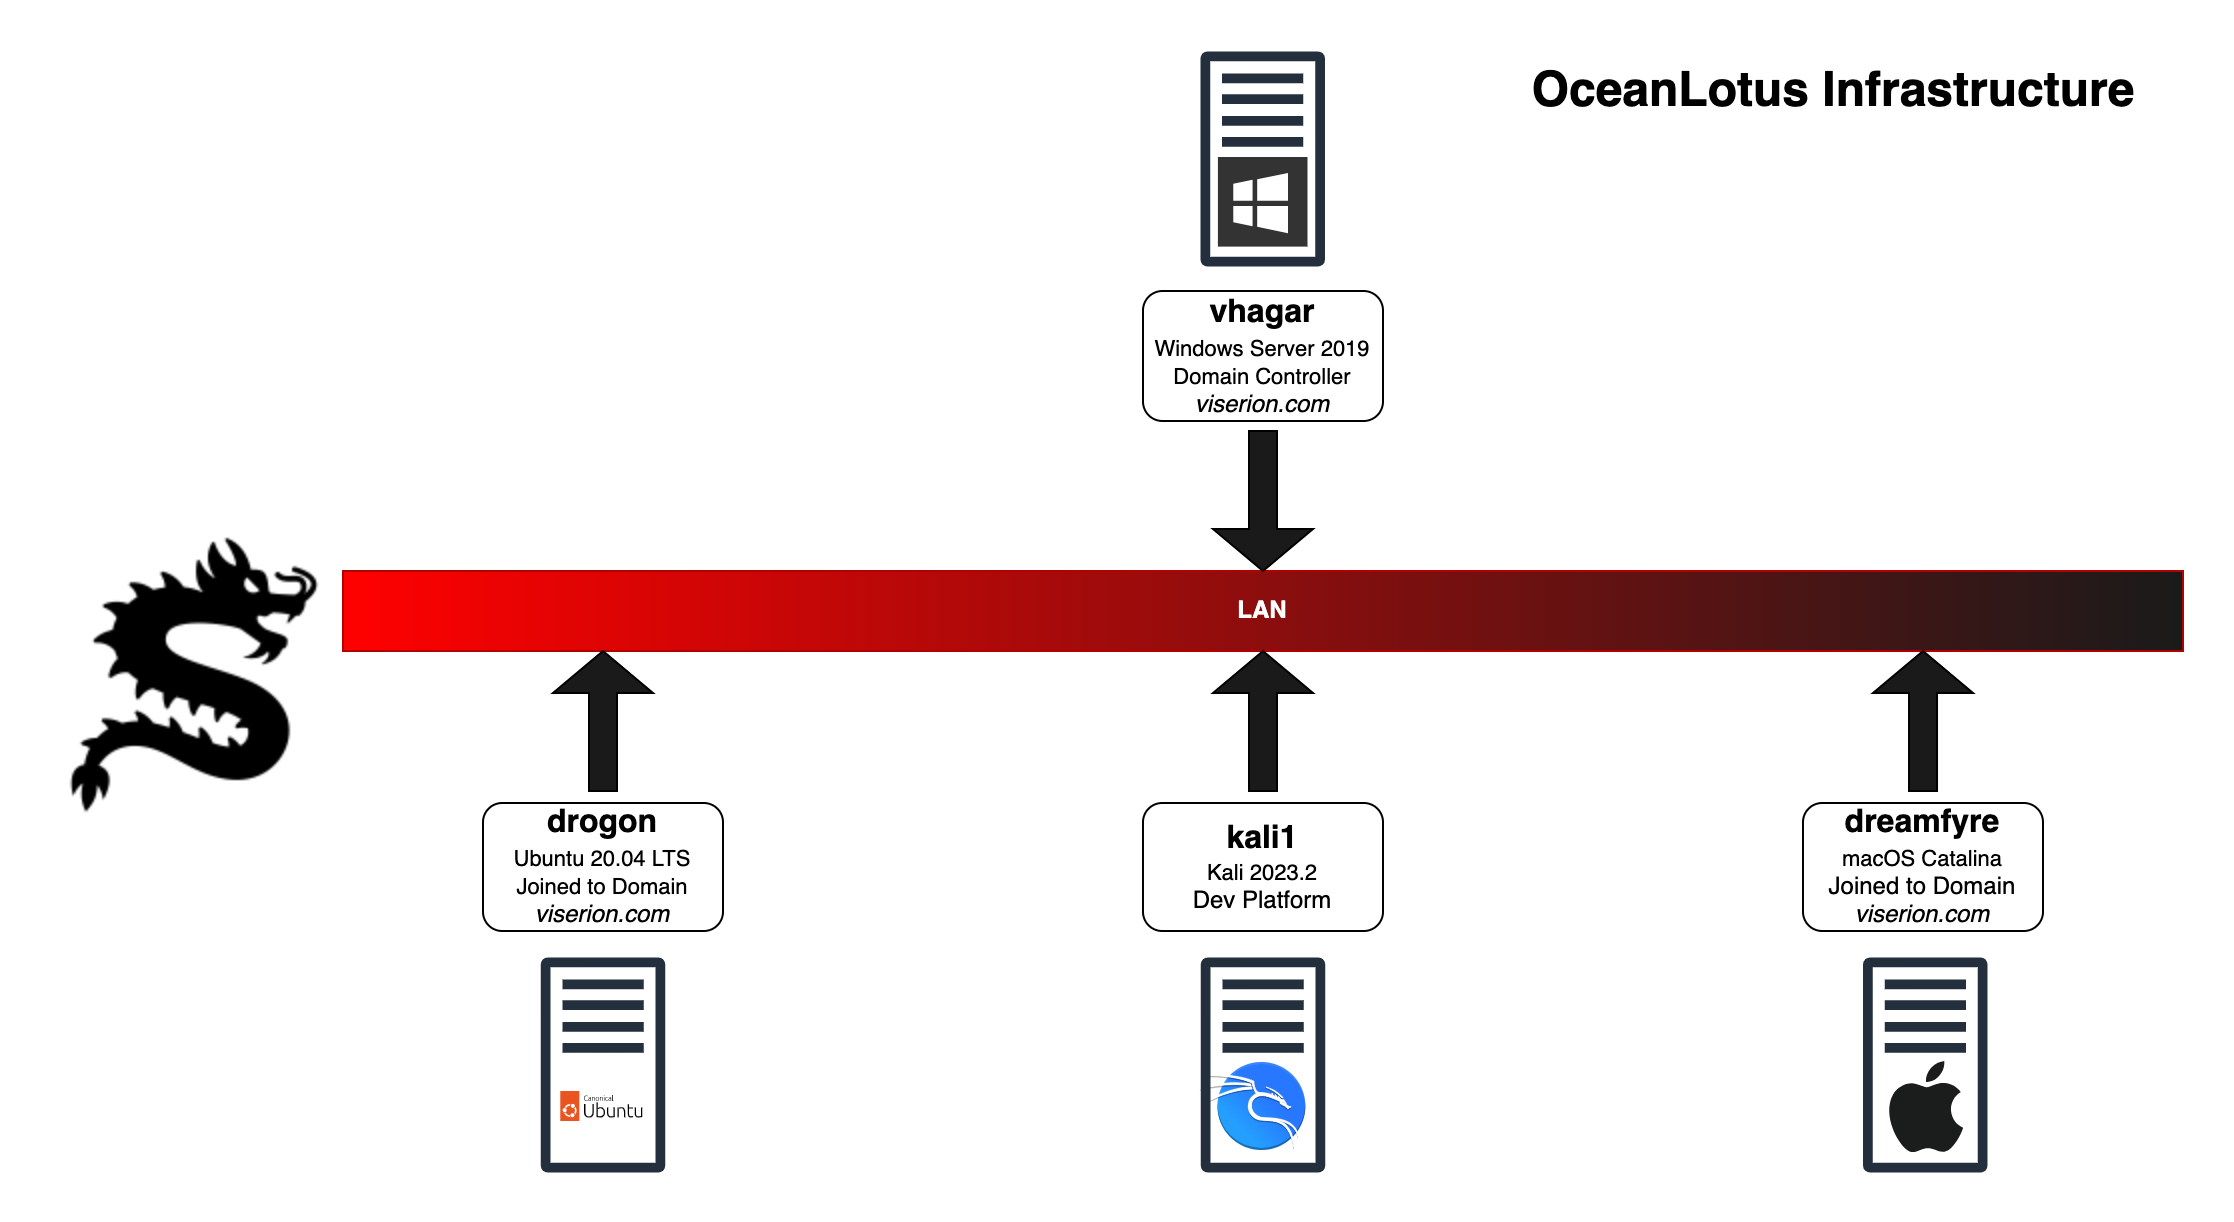 OceanLotus Infrastructure
vhagar
Windows Server 2019
Domain Controller
viserion.com
LAN
drogon
Ubuntu 20.04 LTS
Joined to Domain
viserion.com
kali1
Kali 2023.2
Dev Platform
dreamfyre
macOS Catalina
Joined to Domain
viserion.com
Canonical
Ubuntu